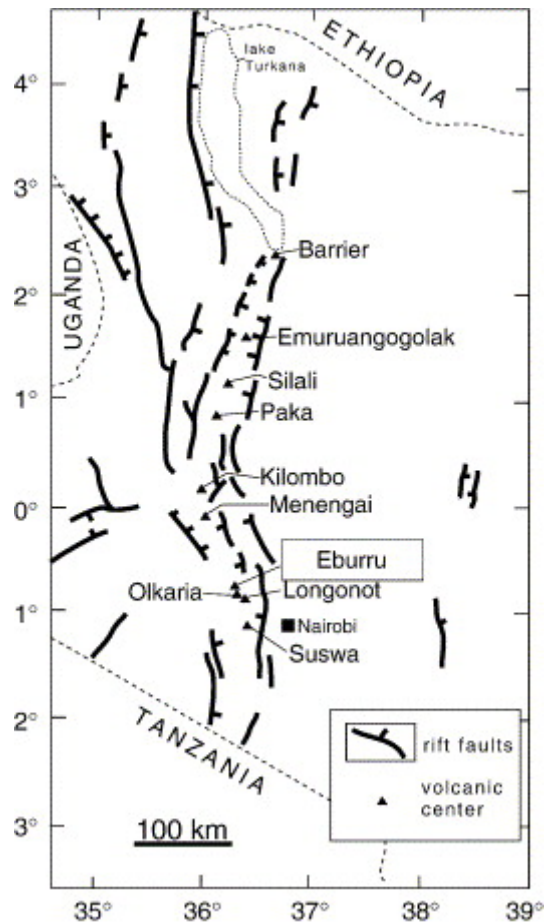 ETHIOPIA
lake
Turkana
4°
3°
UGANDA
Barrier
2°
Emuruangogolak
Silali
1°
Paka
Kilombo
0°
Menengai
Eburru
Olkaria
Longonot
1°
Nairobi
Suswa
2°
TANZANIA
rift faults
volcanic
center
100 km
3°
35° 36° 37° 38° 39°